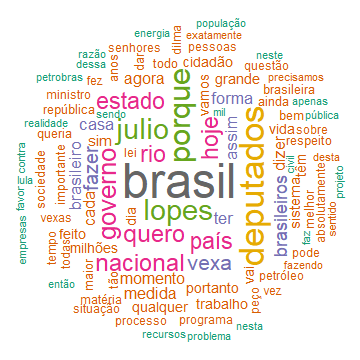 população
energia exatamente
razão dilma neste
dessa senhores pessoas
petrobras anos dar cidadão precisamos
fez agora questão
ministro estado porque vamos grande brasileira
república hoje forma ainda apenas
sendo mil bem pública
realidade casa julio assim vida sobre
queria sim deputados respeito
contra brasileiro fazer lei rio dizer civil têm desta
lula favor sociedade importante governo brasil brasileiros sistema faz melhor absolutamente sentido projeto
cada dia lopes ter
vexas quero país pode
empresas tempo feito todas nacional vexa vai fazendo
milhões momento petróleo
então maior tão medida portanto peço vez
matéria qualquer trabalho
situação processo programa nesta
recursos problema